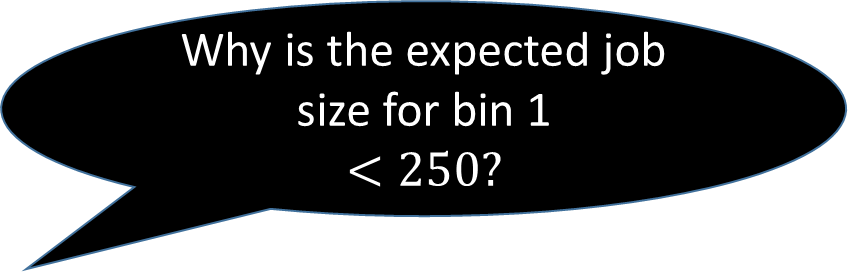 Why is the expected job
size for bin 1
< 250?